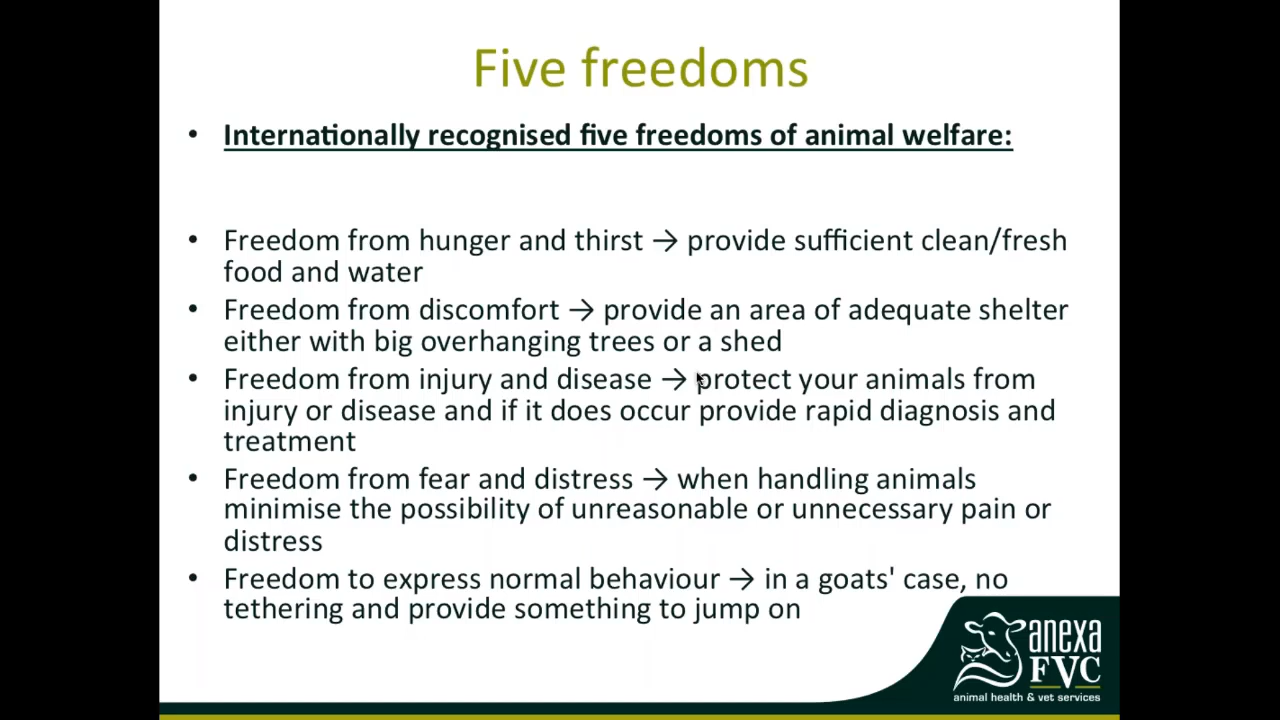 Five freedoms
• Internationally recognised five freedoms of animal welfare:
• Freedom from hunger and thirst → provide sufficient clean/fresh
food and water
• Freedom from discomfort → provide an area of adequate shelter
either with big overhanging trees or a shed
• Freedom from injury and disease → protect your animals from
injury or disease and if it does occur provide rapid diagnosis and
treatment
• Freedom from fear and distress → when handling animals
minimise the possibility of unreasonable or unnecessary pain or
distress
• Freedom to express normal behaviour → in a goats' case, no
tethering and provide something to jump on
anexa
FVC
animal health & vet services